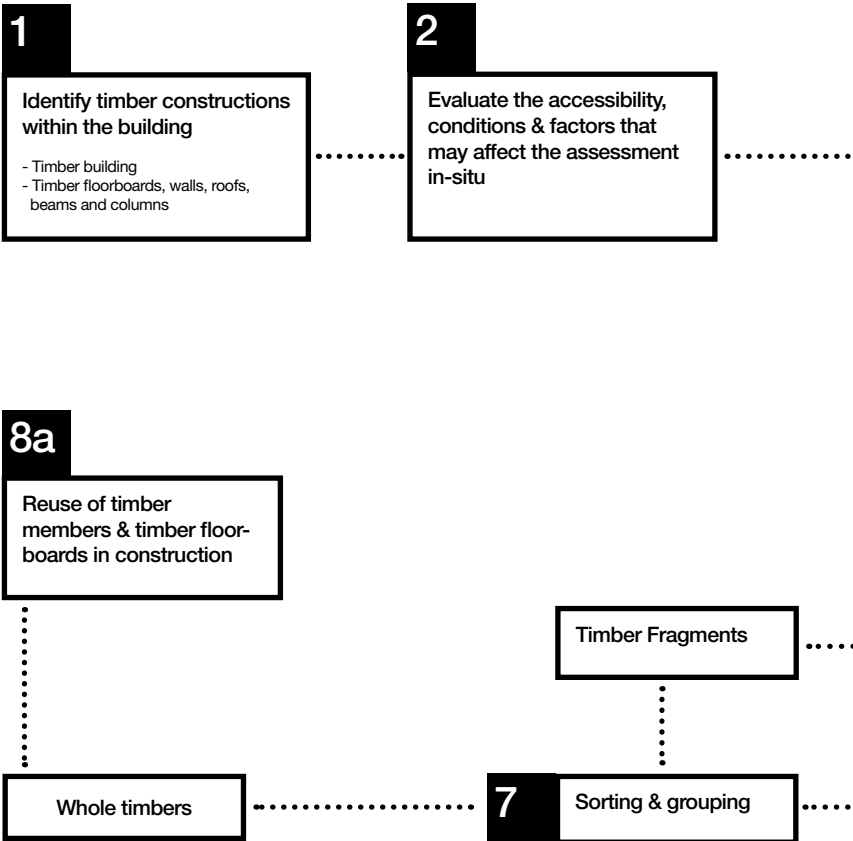 1
Identify timber constructions
within the building
- Timber building
- Timber floorboards, walls, roofs,
beams and columns
2
Evaluate the accessibility,
conditions & factors that
may affect the assessment
in-situ
8a
Reuse of timber
members & timber floor-
boards in construction
Timber Fragments
Whole timbers
7
Sorting & grouping